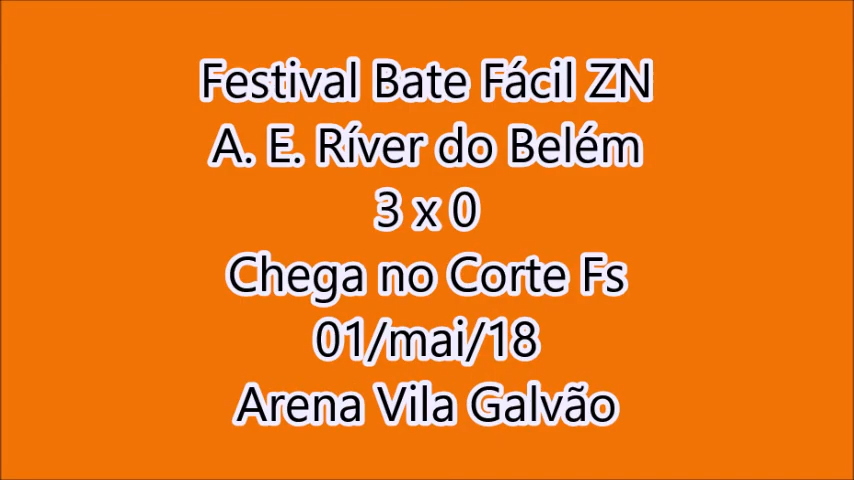 Festival Bate Fácil ZN
A. E. Ríver do Belém
3 x 0
Chega no Corte Fs
01/mai/18
Arena Vila Galvão